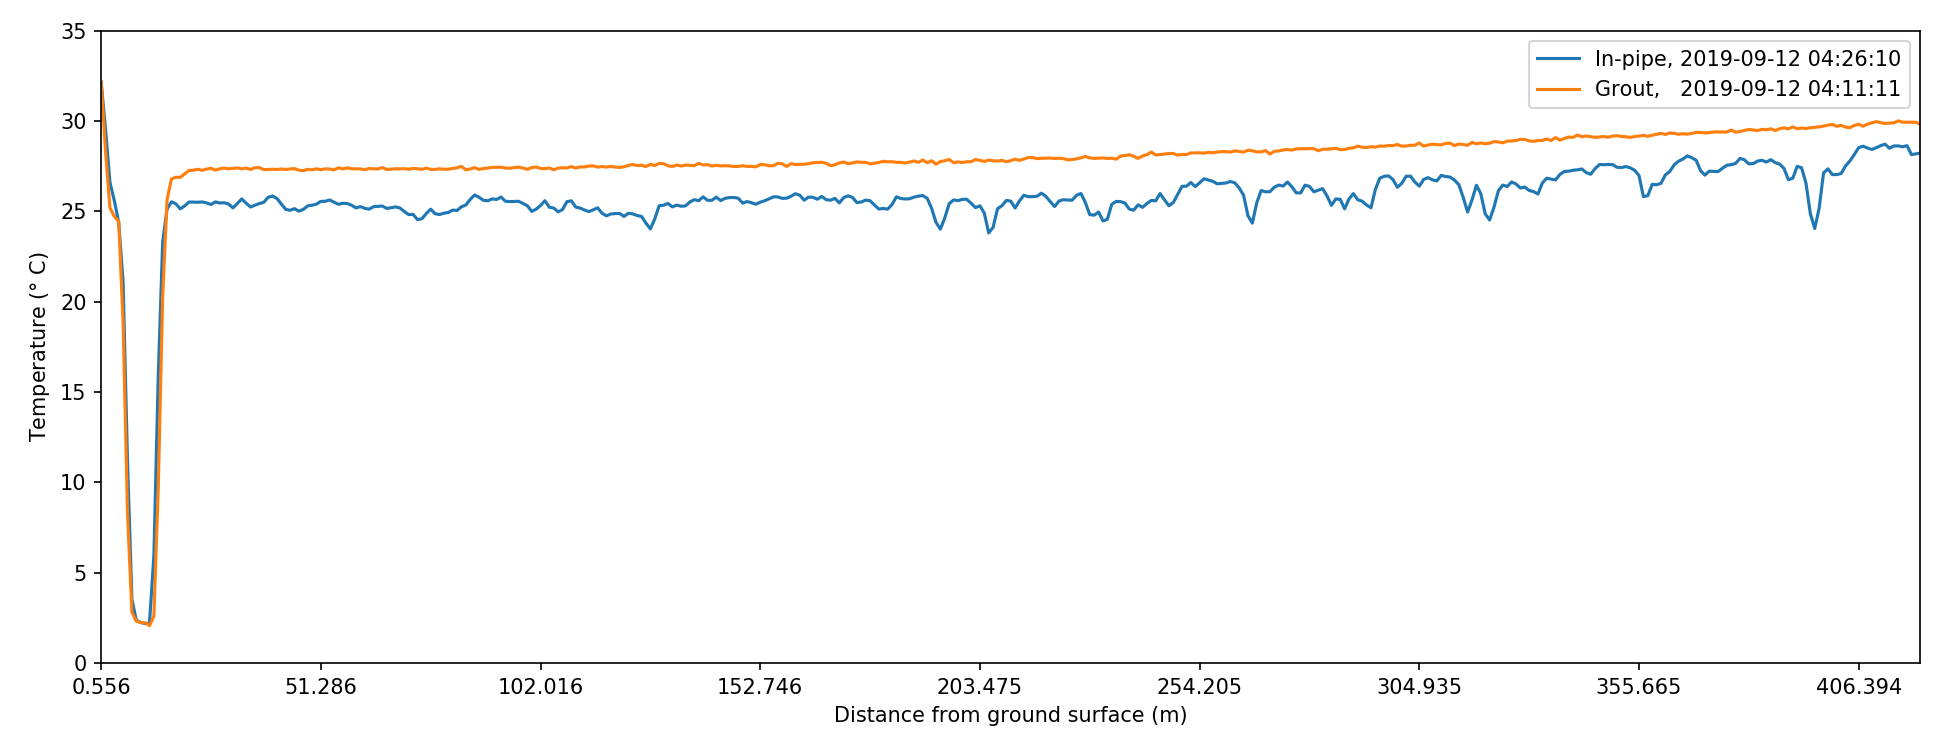 35
In-pipe, 2019-09-12 04:26:10
Grout, 2019-09-12 04:11:11
30
25
20
15
10
5
0
Temperature (° C)
0.556 51.286 102.016 152.746 203.475 254.205 304.935 355.665 406.394
Distance from ground surface (m)